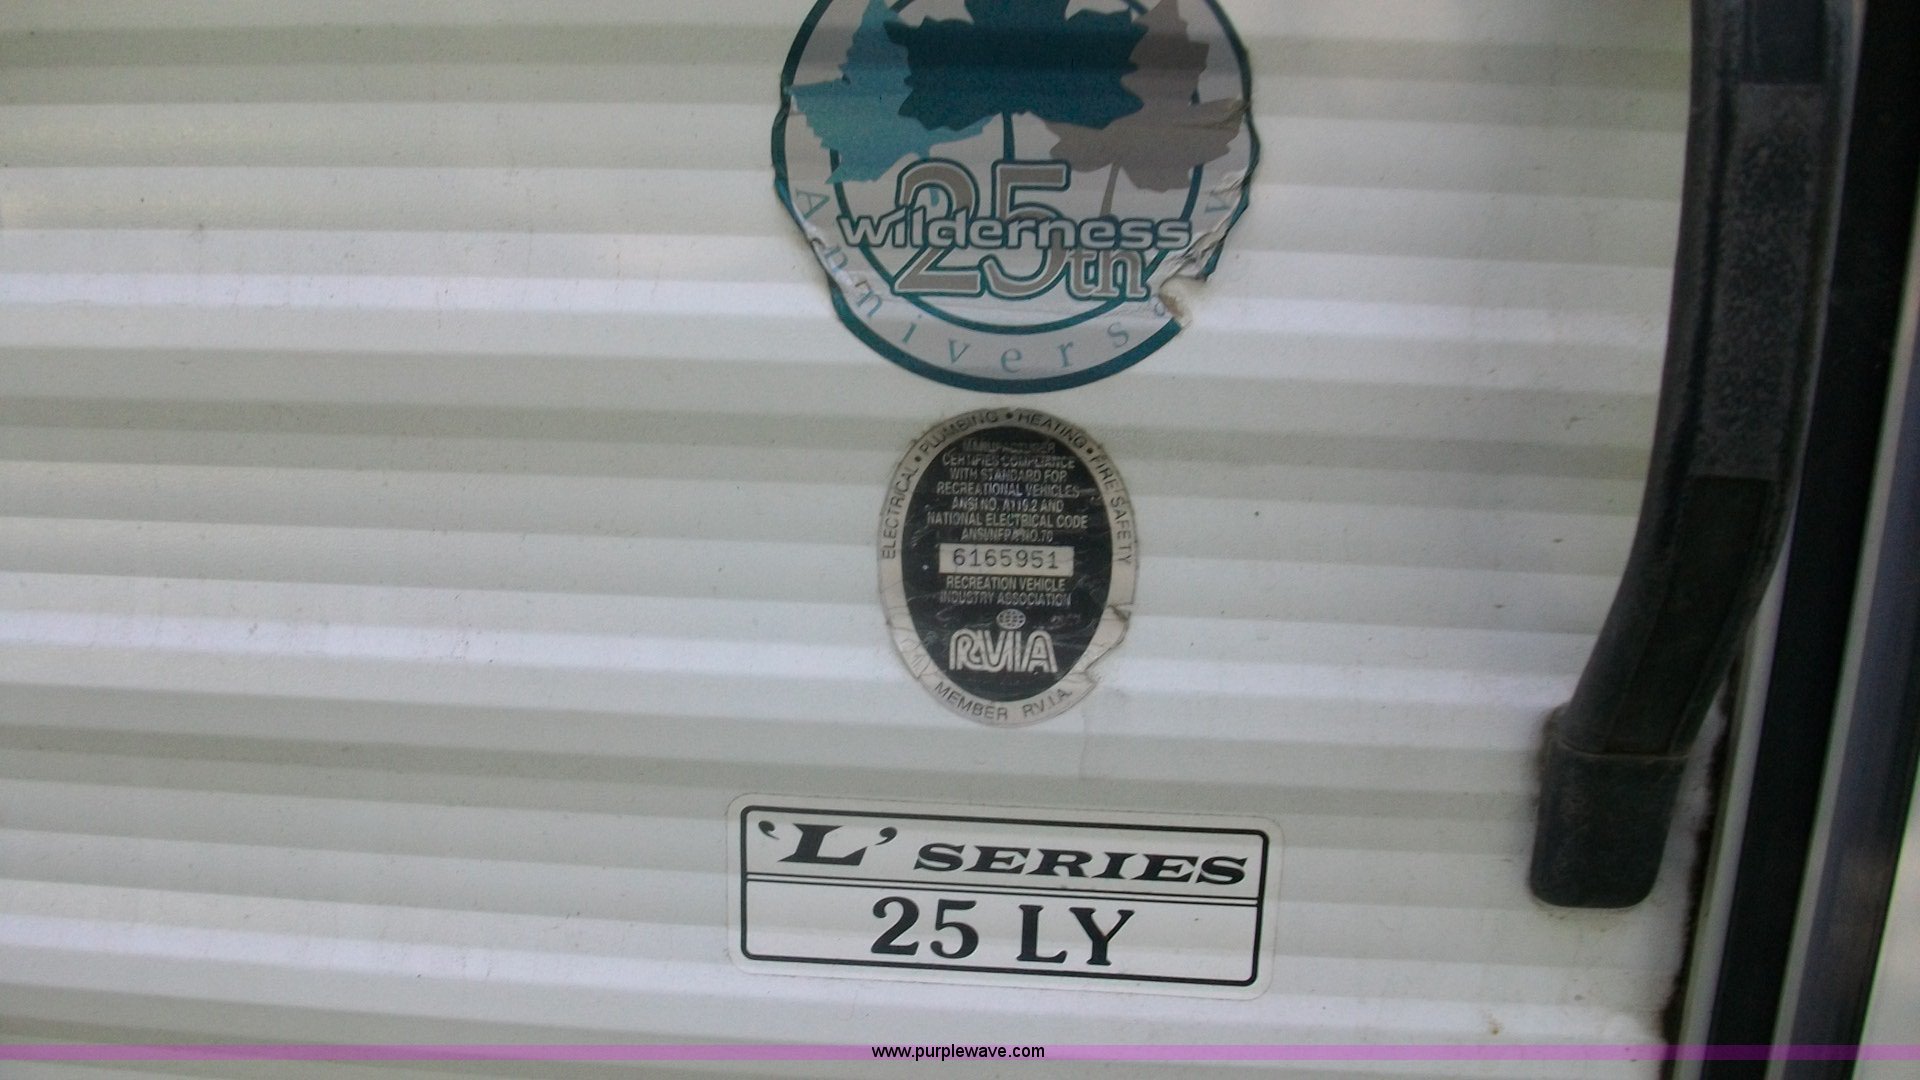 25th
wilderness
Anniversa
ELECTRICAL • PLUMBING • HEATING • FIRE SAFETY
MANUFACTURER
CERTIFIES COMPLIANCE
WITH STANDARD FOR
RECREATIONAL VEHICLES
ANSI NO. A119.2 AND
NATIONAL ELECTRICAL CODE
ANSI/NFPA NO. 70
6165951
RECREATION VEHICLE
INDUSTRY ASSOCIATION
RVIA
MEMBER R.V.I.A.
'L' SERIES
25 LY
www.purplewave.com